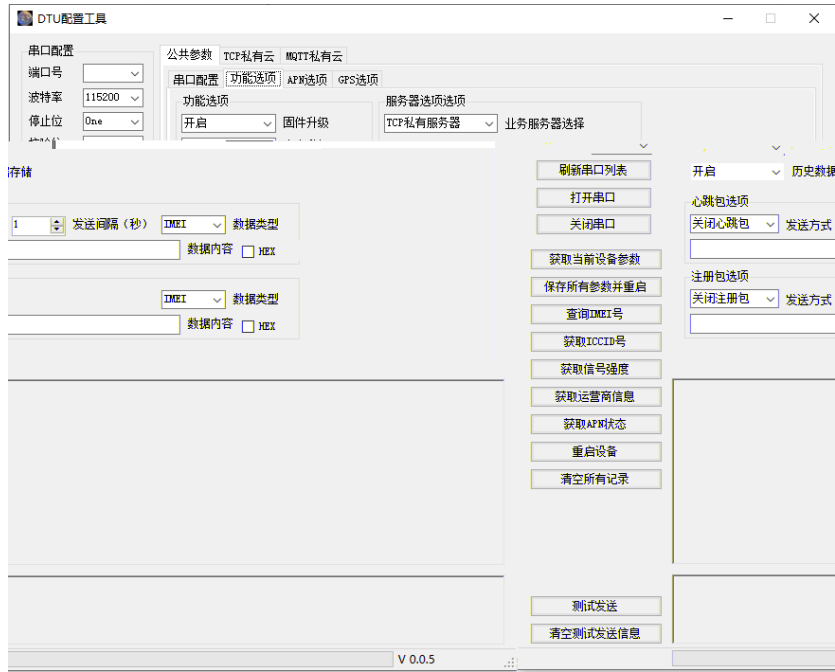 DTU配置工具
串口配置
公共参数 TCP私有云 MQTT私有云
端口号
串口配置 功能选项 APN选项 GPS选项
波特率 115200
功能选项 服务器选项选项
停止位 One
开启 固件升级 TCP私有服务器 业务服务器选择
存储
刷新串口列表
开启 历史数据
打开串口
心跳包选项
1 发送间隔（秒） IMEI 数据类型
关闭串口
关闭心跳包 发送方式
数据内容 HEX
获取当前设备参数
注册包选项
保存所有参数并重启
IMEI 数据类型
关闭注册包 发送方式
查询IMEI号
数据内容 HEX
获取ICCID号
获取信号强度
获取运营商信息
获取APN状态
重启设备
清空所有记录
测试发送
清空测试发送信息
V 0.0.5